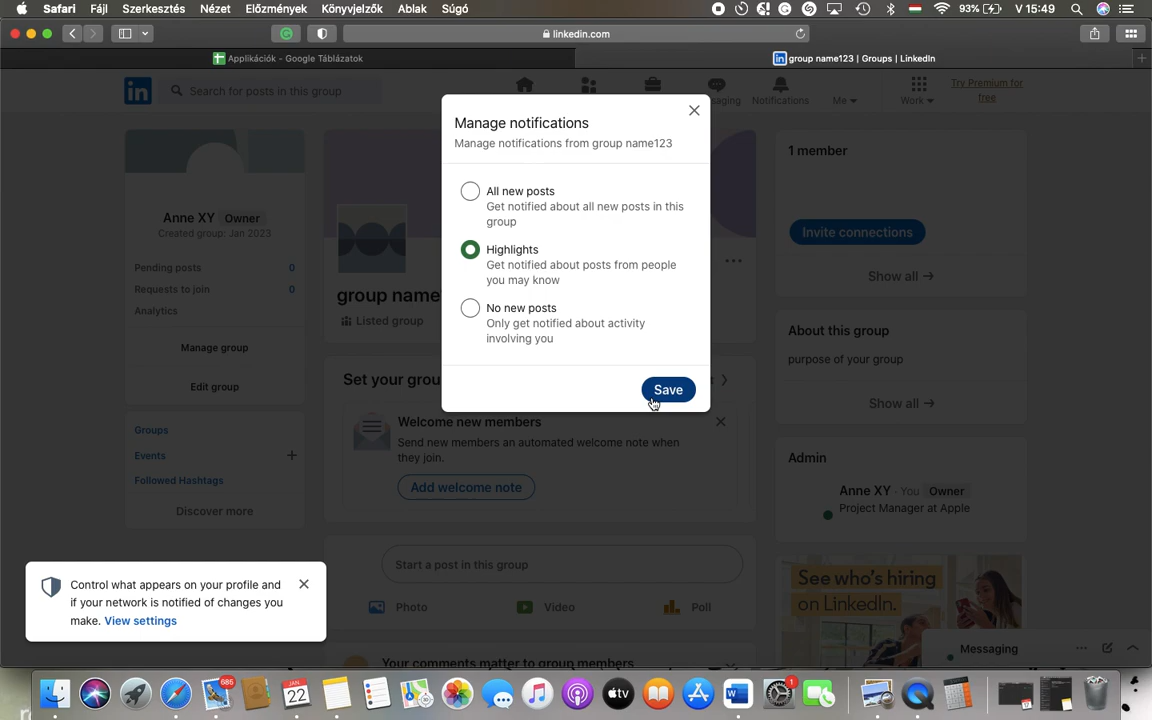 Safari Fájl Szerkesztés Nézet Előzmények Könyvjelzők Ablak Súgó 93% V 15:49
linkedin.com
Applikációk - Google Táblázatok
in group name123 | Groups | LinkedIn
in Search for posts in this group
Notifications Me Work Try Premium for
free
Manage notifications
Manage notifications from group name123
All new posts
Get notified about all new posts in this
group
Highlights
Get notified about posts from people
you may know
No new posts
Only get notified about activity
involving you
Save
Anne XY Owner
Created group: Jan 2023
Pending posts 0
Requests to join 0
Analytics
Manage group
Edit group
Groups
Events +
Followed Hashtags
Discover more
group name
Listed group
Set your grou
Welcome new members
Send new members an automated welcome note when
they join.
Add welcome note
Start a post in this group
Photo Video Poll
Your comments matter to group members
1 member
Invite connections
Show all →
About this group
purpose of your group
Show all →
Admin
Anne XY · You Owner
Project Manager at Apple
See who's hiring
on LinkedIn.
Messaging
Control what appears on your profile and
if your network is notified of changes you
make. View settings
685
JAN.
22
tv
W
1